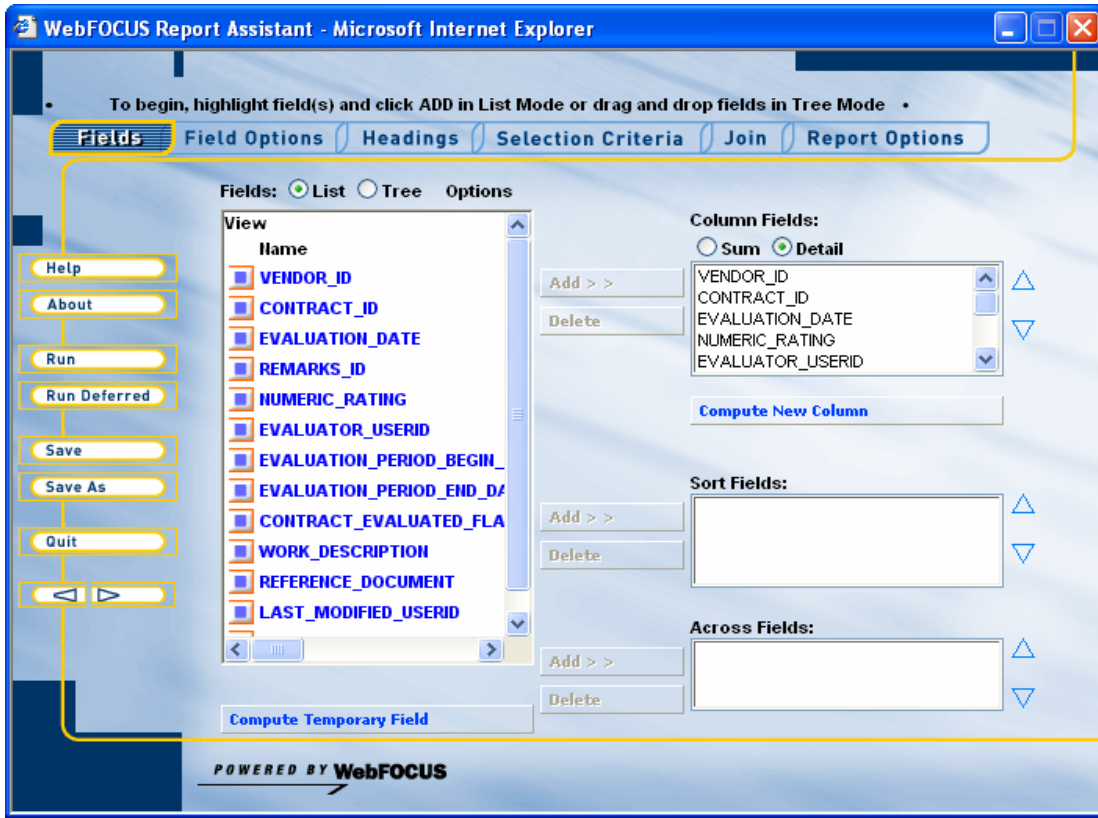 WebFOCUS Report Assistant - Microsoft Internet Explorer
• To begin, highlight field(s) and click ADD in List Mode or drag and drop fields in Tree Mode •
Fields Field Options Headings Selection Criteria Join Report Options
Fields: List Tree Options
View
Name
VENDOR_ID
CONTRACT_ID
EVALUATION_DATE
REMARKS_ID
NUMERIC_RATING
EVALUATOR_USERID
EVALUATION_PERIOD_BEGIN_
EVALUATION_PERIOD_END_DA
CONTRACT_EVALUATED_FLA
WORK_DESCRIPTION
REFERENCE_DOCUMENT
LAST_MODIFIED_USERID
Compute Temporary Field
Help
About
Run
Run Deferred
Save
Save As
Quit
Add > >
Delete
Add > >
Delete
Add > >
Delete
Column Fields:
Sum Detail
VENDOR_ID
CONTRACT_ID
EVALUATION_DATE
NUMERIC_RATING
EVALUATOR_USERID
Compute New Column
Sort Fields:
Across Fields:
POWERED BY WebFOCUS